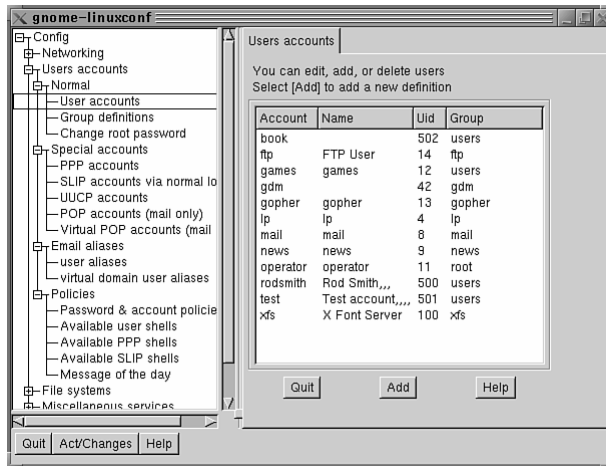 gnome-linuxconf
Config
Networking
Users accounts
Normal
User accounts
Group definitions
Change root password
Special accounts
PPP accounts
SLIP accounts via normal lo
UUCP accounts
POP accounts (mail only)
Virtual POP accounts (mail
Email aliases
user aliases
virtual domain user aliases
Policies
Password & account policie
Available user shells
Available PPP shells
Available SLIP shells
Message of the day
File systems
Miscellaneous services
Quit Act/Changes Help
Users accounts
You can edit, add, or delete users
Select [Add] to add a new definition
Account Name Uid Group
book 502 users
ftp FTP User 14 ftp
games games 12 users
gdm 42 gdm
gopher gopher 13 gopher
lp lp 4 lp
mail mail 8 mail
news news 9 news
operator operator 11 root
rodsmith Rod Smith,,, 500 users
test Test account,,,, 501 users
xfs X Font Server 100 xfs
Quit Add Help